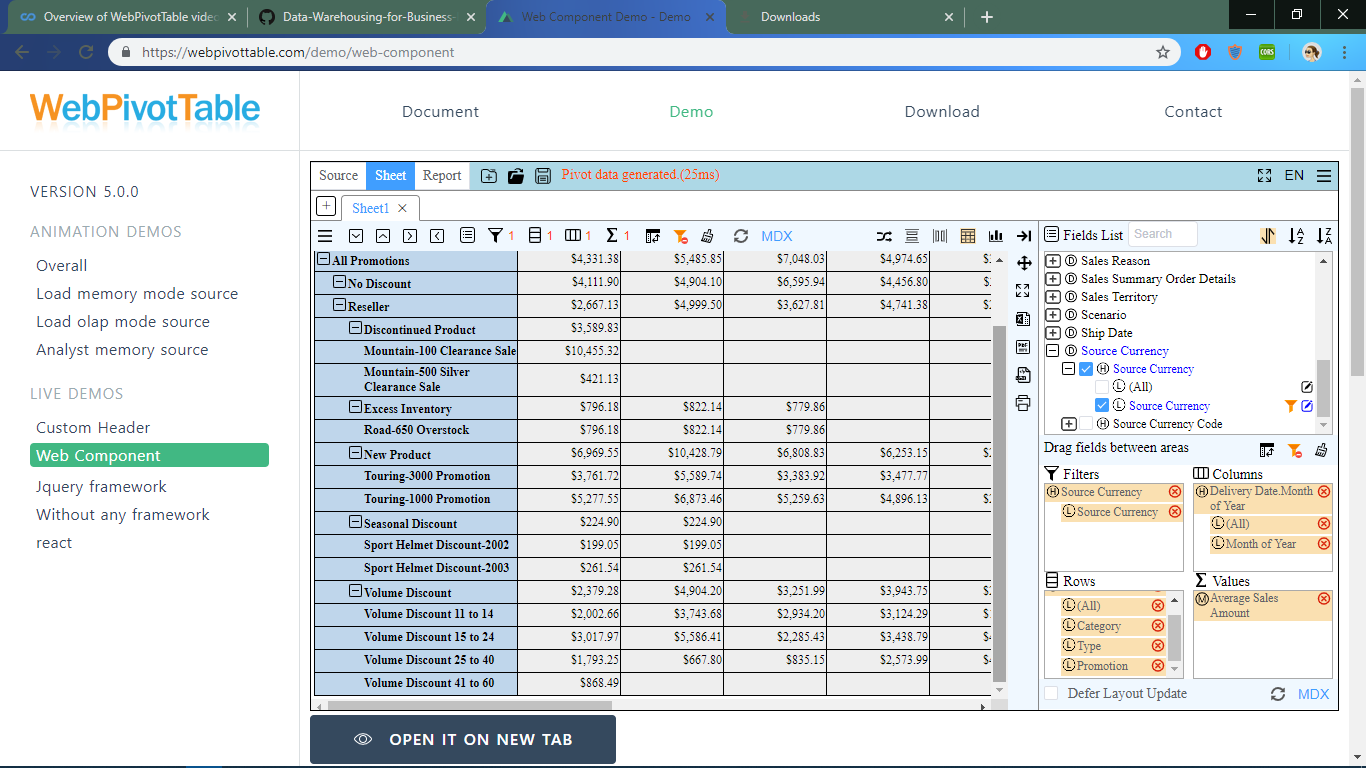 Overview of WebPivotTable vide
Data-Warehousing-for-Business-
Web Component Demo - Demo
Downloads
https://webpivottable.com/demo/web-component
CORS
WebPivotTable
Document Demo Download Contact
VERSION 5.0.0
ANIMATION DEMOS
Overall
Load memory mode source
Load olap mode source
Analyst memory source
LIVE DEMOS
Custom Header
Web Component
Jquery framework
Without any framework
react
Source Sheet Report Pivot data generated.(25ms) EN
Sheet1
1 1 1 1 MDX
All Promotions $4,331.38 $5,485.85 $7,048.03 $4,974.65
No Discount $4,111.90 $4,904.10 $6,595.94 $4,456.80
Reseller $2,667.13 $4,999.50 $3,627.81 $4,741.38
Discontinued Product $3,589.83
Mountain-100 Clearance Sale $10,455.32
Mountain-500 Silver
Clearance Sale $421.13
Excess Inventory $796.18 $822.14 $779.86
Road-650 Overstock $796.18 $822.14 $779.86
New Product $6,969.55 $10,428.79 $6,808.83 $6,253.15
Touring-3000 Promotion $3,761.72 $5,589.74 $3,383.92 $3,477.77
Touring-1000 Promotion $5,277.55 $6,873.46 $5,259.63 $4,896.13
Seasonal Discount $224.90 $224.90
Sport Helmet Discount-2002 $199.05 $199.05
Sport Helmet Discount-2003 $261.54 $261.54
Volume Discount $2,379.28 $4,904.20 $3,251.99 $3,943.75
Volume Discount 11 to 14 $2,002.66 $3,743.68 $2,934.20 $3,124.29
Volume Discount 15 to 24 $3,017.97 $5,586.41 $2,285.43 $3,438.79
Volume Discount 25 to 40 $1,793.25 $667.80 $835.15 $2,573.99
Volume Discount 41 to 60 $868.49
Fields List Search
Sales Reason
Sales Summary Order Details
Sales Territory
Scenario
Ship Date
Source Currency
Source Currency
(All)
Source Currency
Source Currency Code
Drag fields between areas
Filters
Source Currency
Source Currency
Columns
Delivery Date.Month
of Year
(All)
Month of Year
Rows
(All)
Category
Type
Promotion
Values
Average Sales
Amount
Defer Layout Update MDX
OPEN IT ON NEW TAB